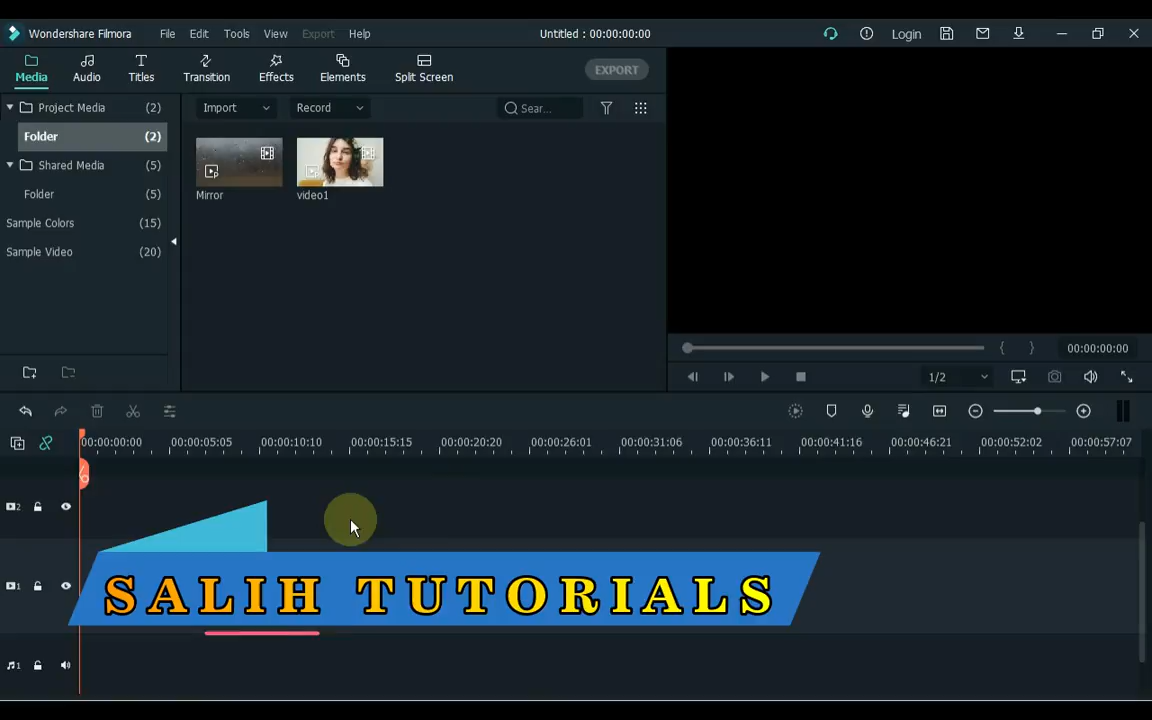 Wondershare Filmora File Edit Tools View Export Help Untitled : 00:00:00:00 Login
Media Audio Titles Transition Effects Elements Split Screen EXPORT
Project Media (2) Import Record Sear...
Folder (2)
Shared Media (5)
Folder (5)
Sample Colors (15)
Sample Video (20)
Mirror video1
00:00:00:00
1/2
00:00:00:00 00:00:05:05 00:00:10:10 00:00:15:15 00:00:20:20 00:00:26:01 00:00:31:06 00:00:36:11 00:00:41:16 00:00:46:21 00:00:52:02 00:00:57:07
2
1
SALIH TUTORIALS
1